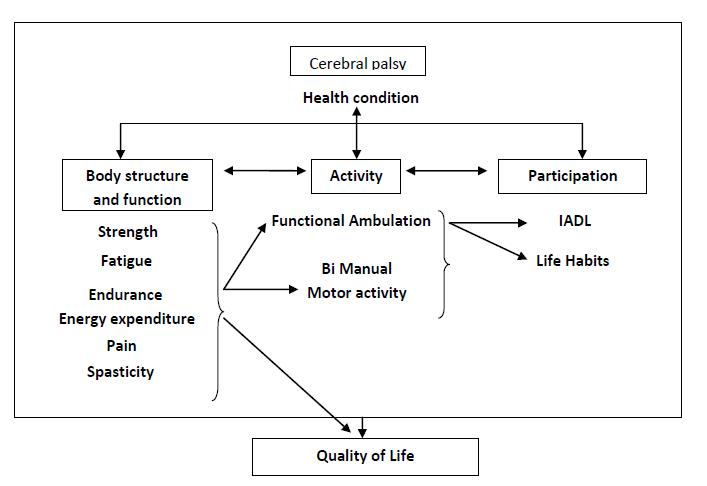 Cerebral palsy
Health condition
Body structure
and function
Activity
Participation
Strength
Fatigue
Endurance
Energy expenditure
Pain
Spasticity
Functional Ambulation
Bi Manual
Motor activity
IADL
Life Habits
Quality of Life